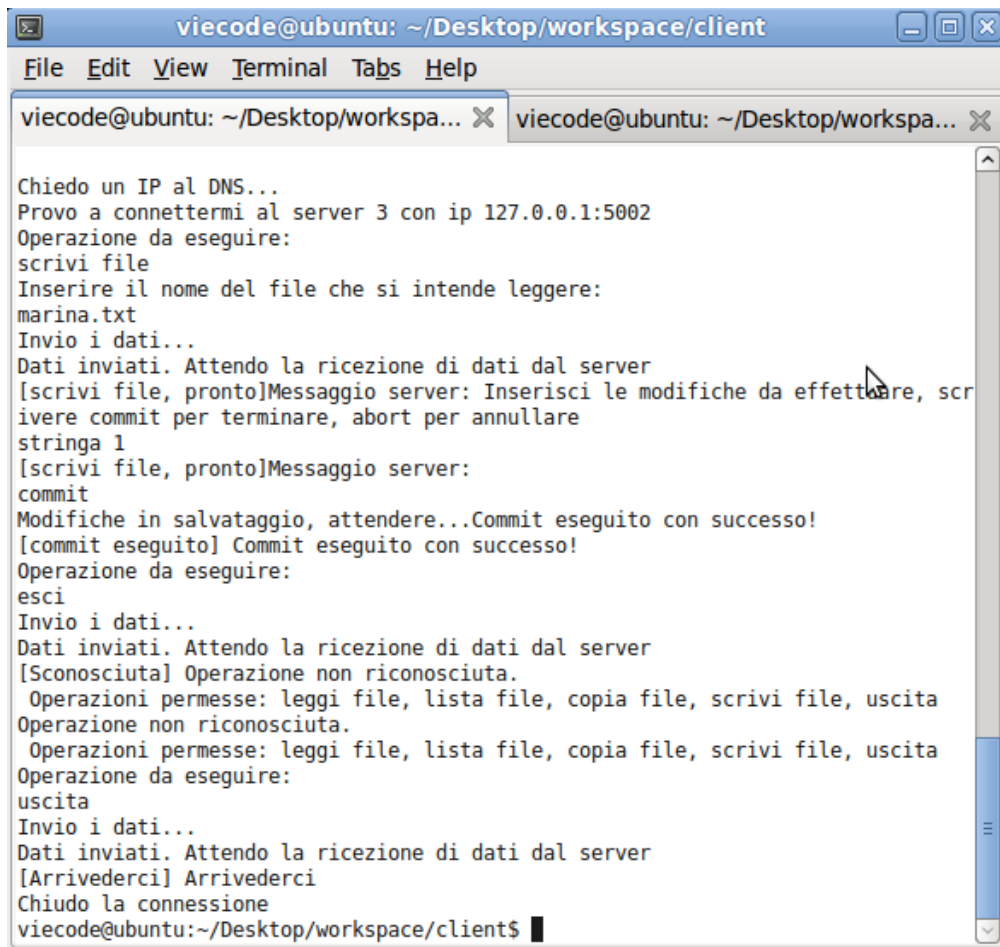 viecode@ubuntu: ~/Desktop/workspace/client
File Edit View Terminal Tabs Help
viecode@ubuntu: ~/Desktop/workspa... viecode@ubuntu: ~/Desktop/workspa...
Chiedo un IP al DNS...
Provo a connettermi al server 3 con ip 127.0.0.1:5002
Operazione da eseguire:
scrivi file
Inserire il nome del file che si intende leggere:
marina.txt
Invio i dati...
Dati inviati. Attendo la ricezione di dati dal server
[scrivi file, pronto]Messaggio server: Inserisci le modifiche da effettuare, scr
ivere commit per terminare, abort per annullare
stringa 1
[scrivi file, pronto]Messaggio server:
commit
Modifiche in salvataggio, attendere...Commit eseguito con successo!
[commit eseguito] Commit eseguito con successo!
Operazione da eseguire:
esci
Invio i dati...
Dati inviati. Attendo la ricezione di dati dal server
[Sconosciuta] Operazione non riconosciuta.
 Operazioni permesse: leggi file, lista file, copia file, scrivi file, uscita
Operazione non riconosciuta.
 Operazioni permesse: leggi file, lista file, copia file, scrivi file, uscita
Operazione da eseguire:
uscita
Invio i dati...
Dati inviati. Attendo la ricezione di dati dal server
[Arrivederci] Arrivederci
Chiudo la connessione
viecode@ubuntu:~/Desktop/workspace/client$